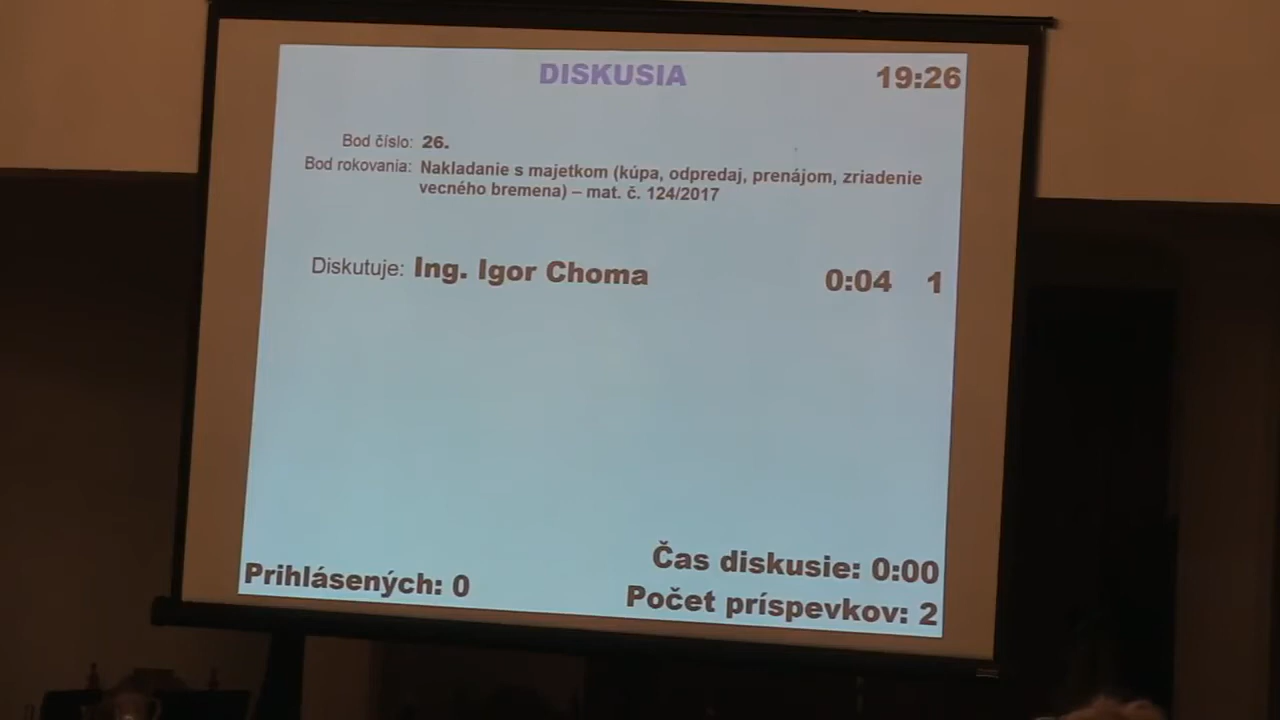 DISKUSIA 19:26
Bod číslo: 26.
Bod rokovania: Nakladanie s majetkom (kúpa, odpredaj, prenájom, zriadenie
vecného bremena) – mat. č. 124/2017
Diskutuje: Ing. Igor Choma 0:04 1
Čas diskusie: 0:00
Prihlásených: 0
Počet príspevkov: 2